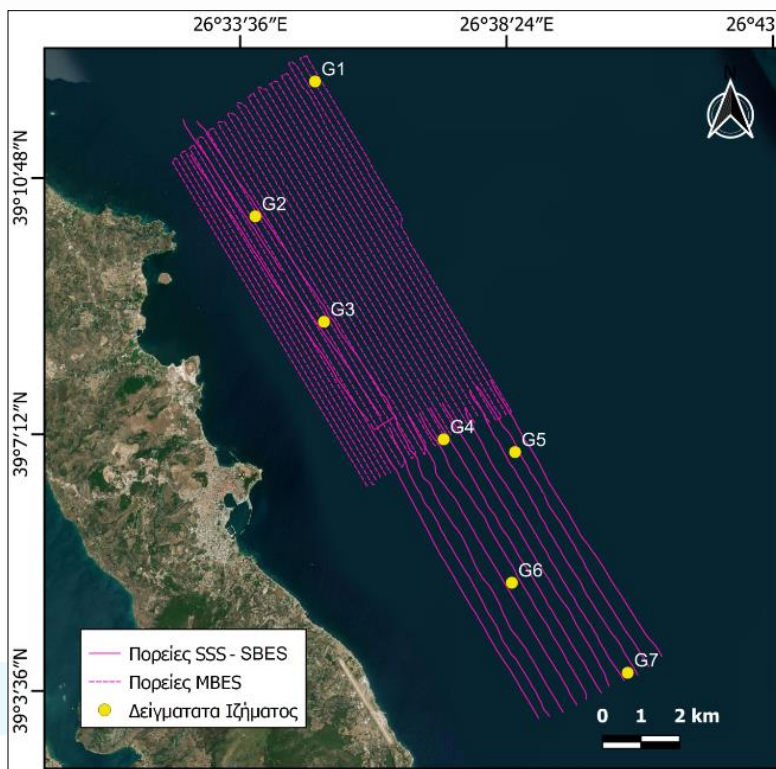 26°33′36″E 26°38′24″E 26°43
N
G1
39°10′48″N
G2
G3
39°7′12″N
G4
G5
G6
G7
39°3′36″N
Πορείες SSS - SBES
Πορείες MBES
Δείγματατα Ιζήματος
0 1 2 km